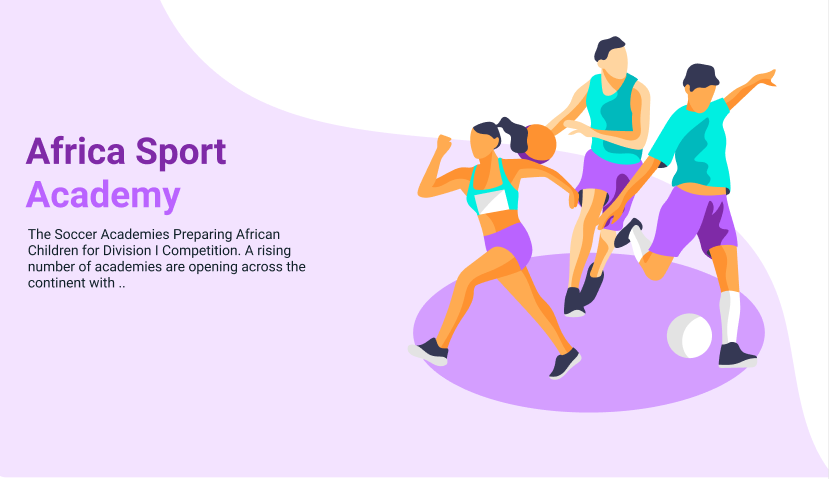 Africa Sport
Academy
The Soccer Academies Preparing African
Children for Division I Competition. A rising
number of academies are opening across the
continent with ..